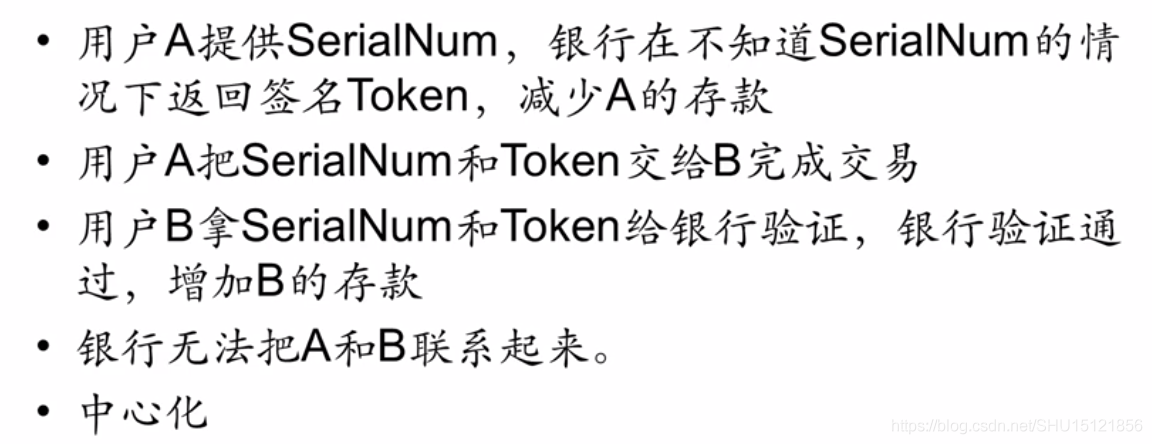 • 用户A提供SerialNum，银行在不知道SerialNum的情
况下返回签名Token，减少A的存款
• 用户A把SerialNum和Token交给B完成交易
• 用户B拿SerialNum和Token给银行验证，银行验证通
过，增加B的存款
• 银行无法把A和B联系起来。
• 中心化
https://blog.csdn.net/SHU15121856